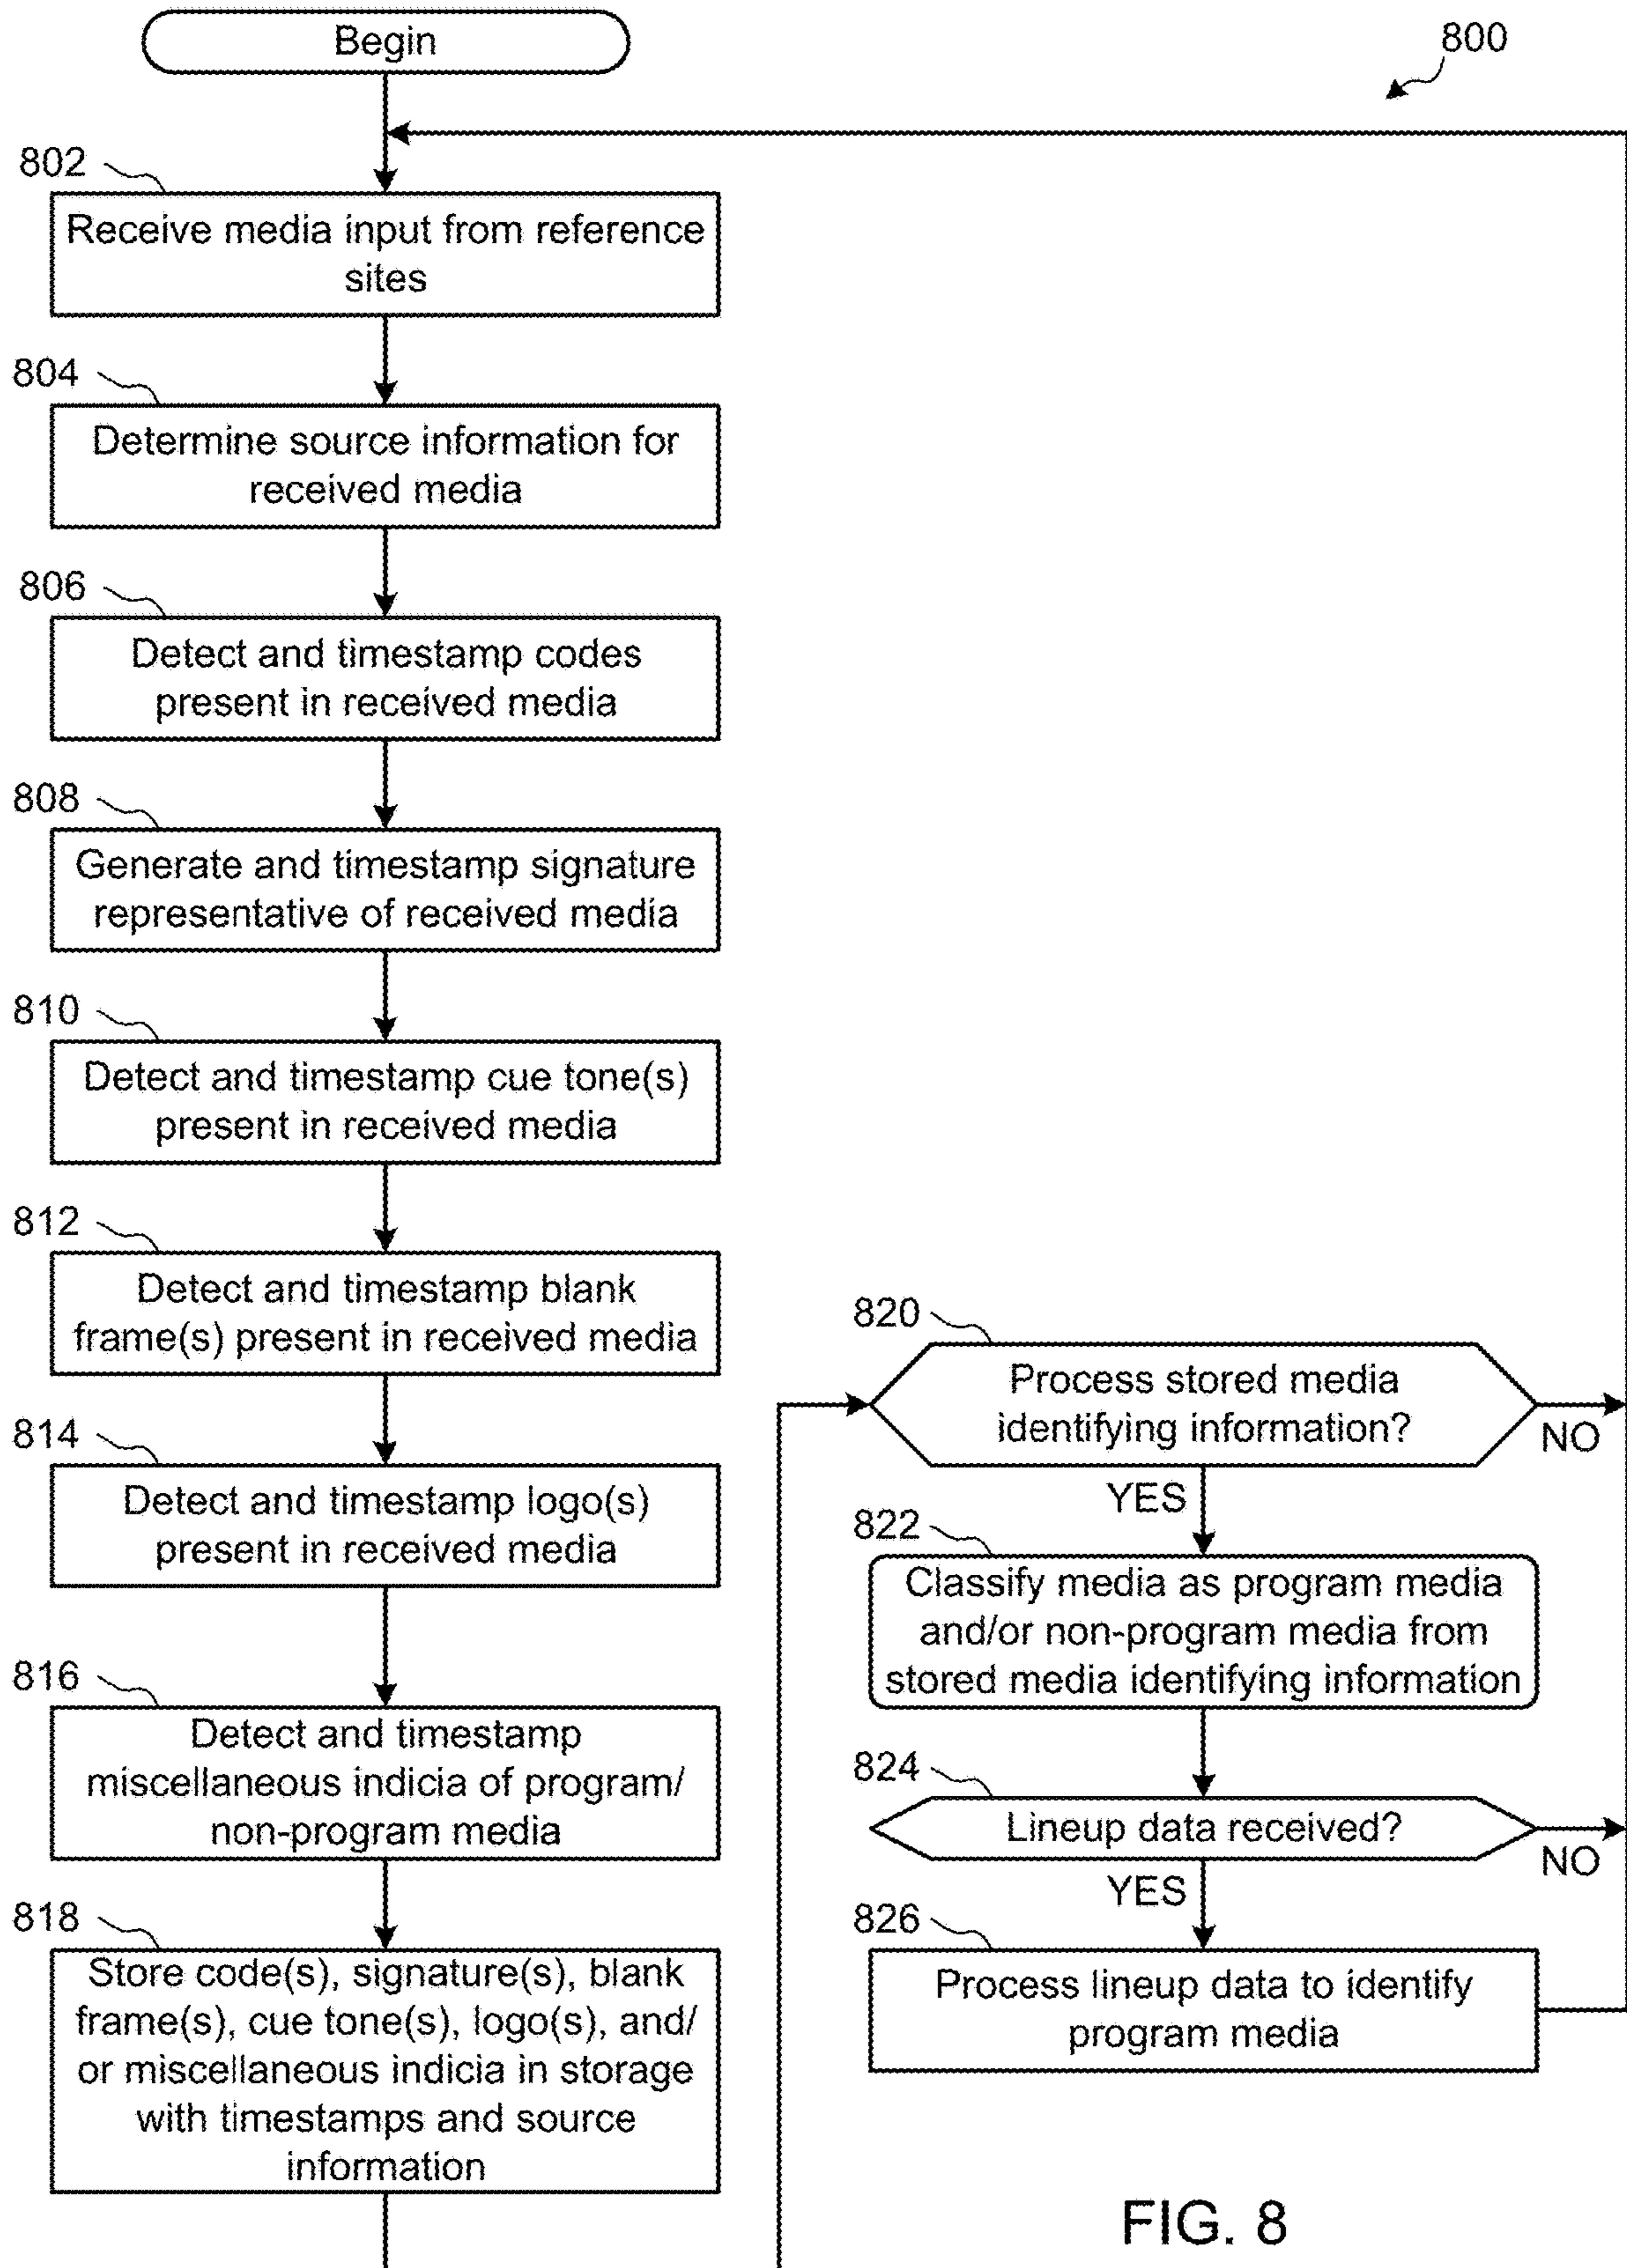 Begin
800
802
Receive media input from reference
sites
804
Determine source information for
received media
806
Detect and timestamp codes
present in received media
808
Generate and timestamp signature
representative of received media
810
Detect and timestamp cue tone(s)
present in received media
812
Detect and timestamp blank
frame(s) present in received media
814
Detect and timestamp logo(s)
present in received media
816
Detect and timestamp
miscellaneous indicia of program/
non-program media
818
Store code(s), signature(s), blank
frame(s), cue tone(s), logo(s), and/
or miscellaneous indicia in storage
with timestamps and source
information
820
Process stored media
identifying information?
NO
YES
822
Classify media as program media
and/or non-program media from
stored media identifying information
824
Lineup data received?
NO
YES
826
Process lineup data to identify
program media
FIG. 8